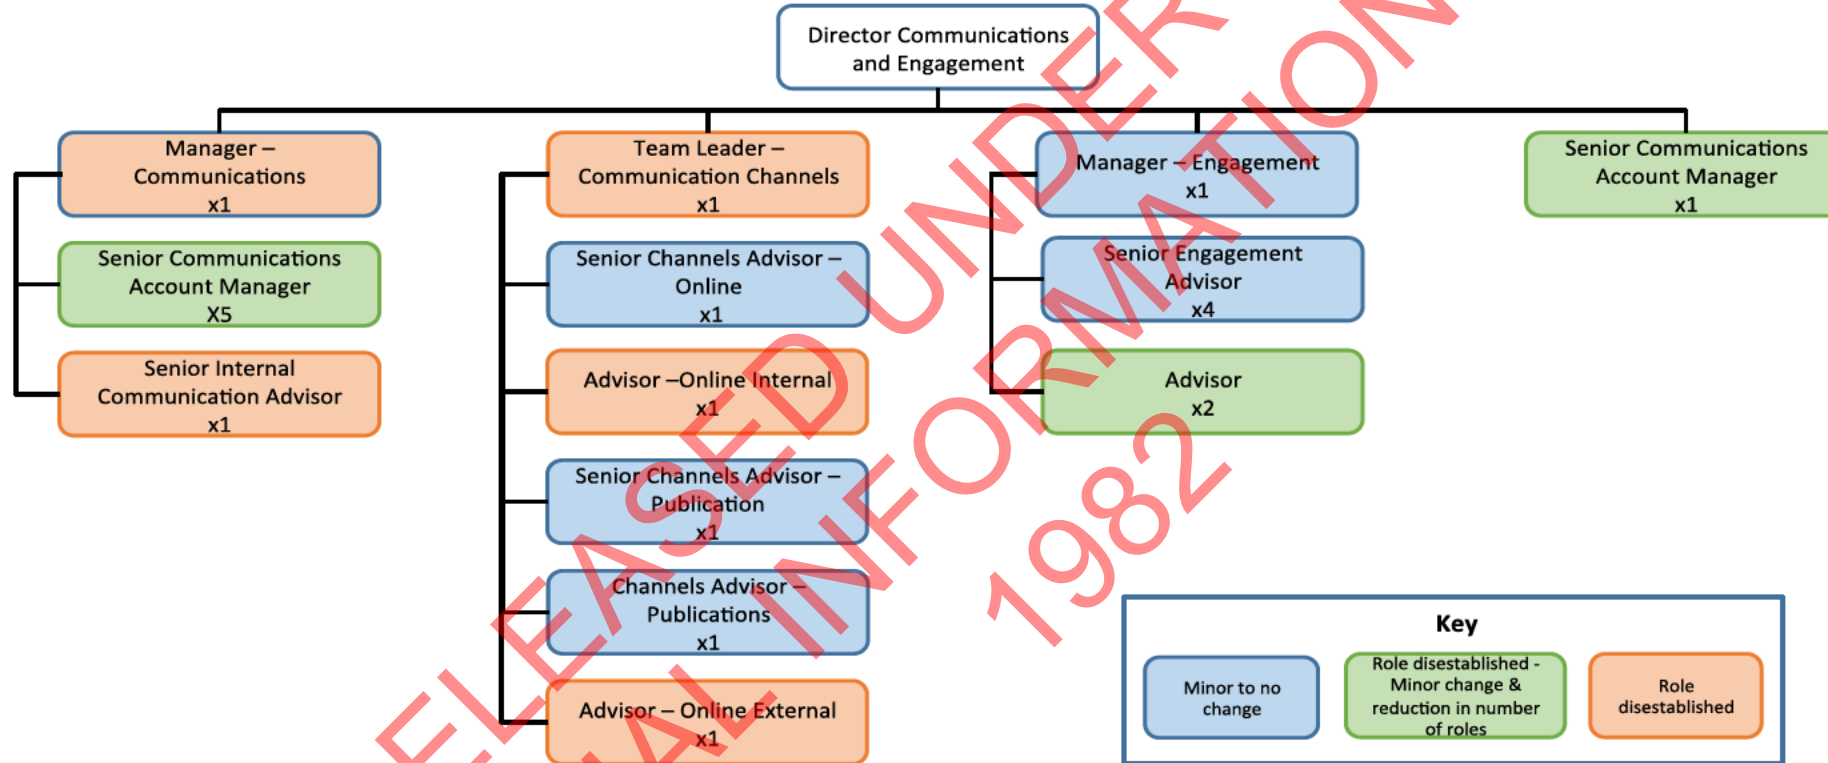 Director Communications
and Engagement
Manager –
Communications
x1
Senior Communications
Account Manager
X5
Senior Internal
Communication Advisor
x1
Team Leader –
Communication Channels
x1
Senior Channels Advisor –
Online
x1
Advisor –Online Internal
x1
Senior Channels Advisor –
Publication
x1
Channels Advisor –
Publications
x1
Advisor – Online External
x1
Manager – Engagement
x1
Senior Engagement
Advisor
x4
Advisor
x2
Senior Communications
Account Manager
x1
Key
Minor to no
change
Role disestablished -
Minor change &
reduction in number
of roles
Role
disestablished
ELEASED UNDER
IAL INFORMATION
1982